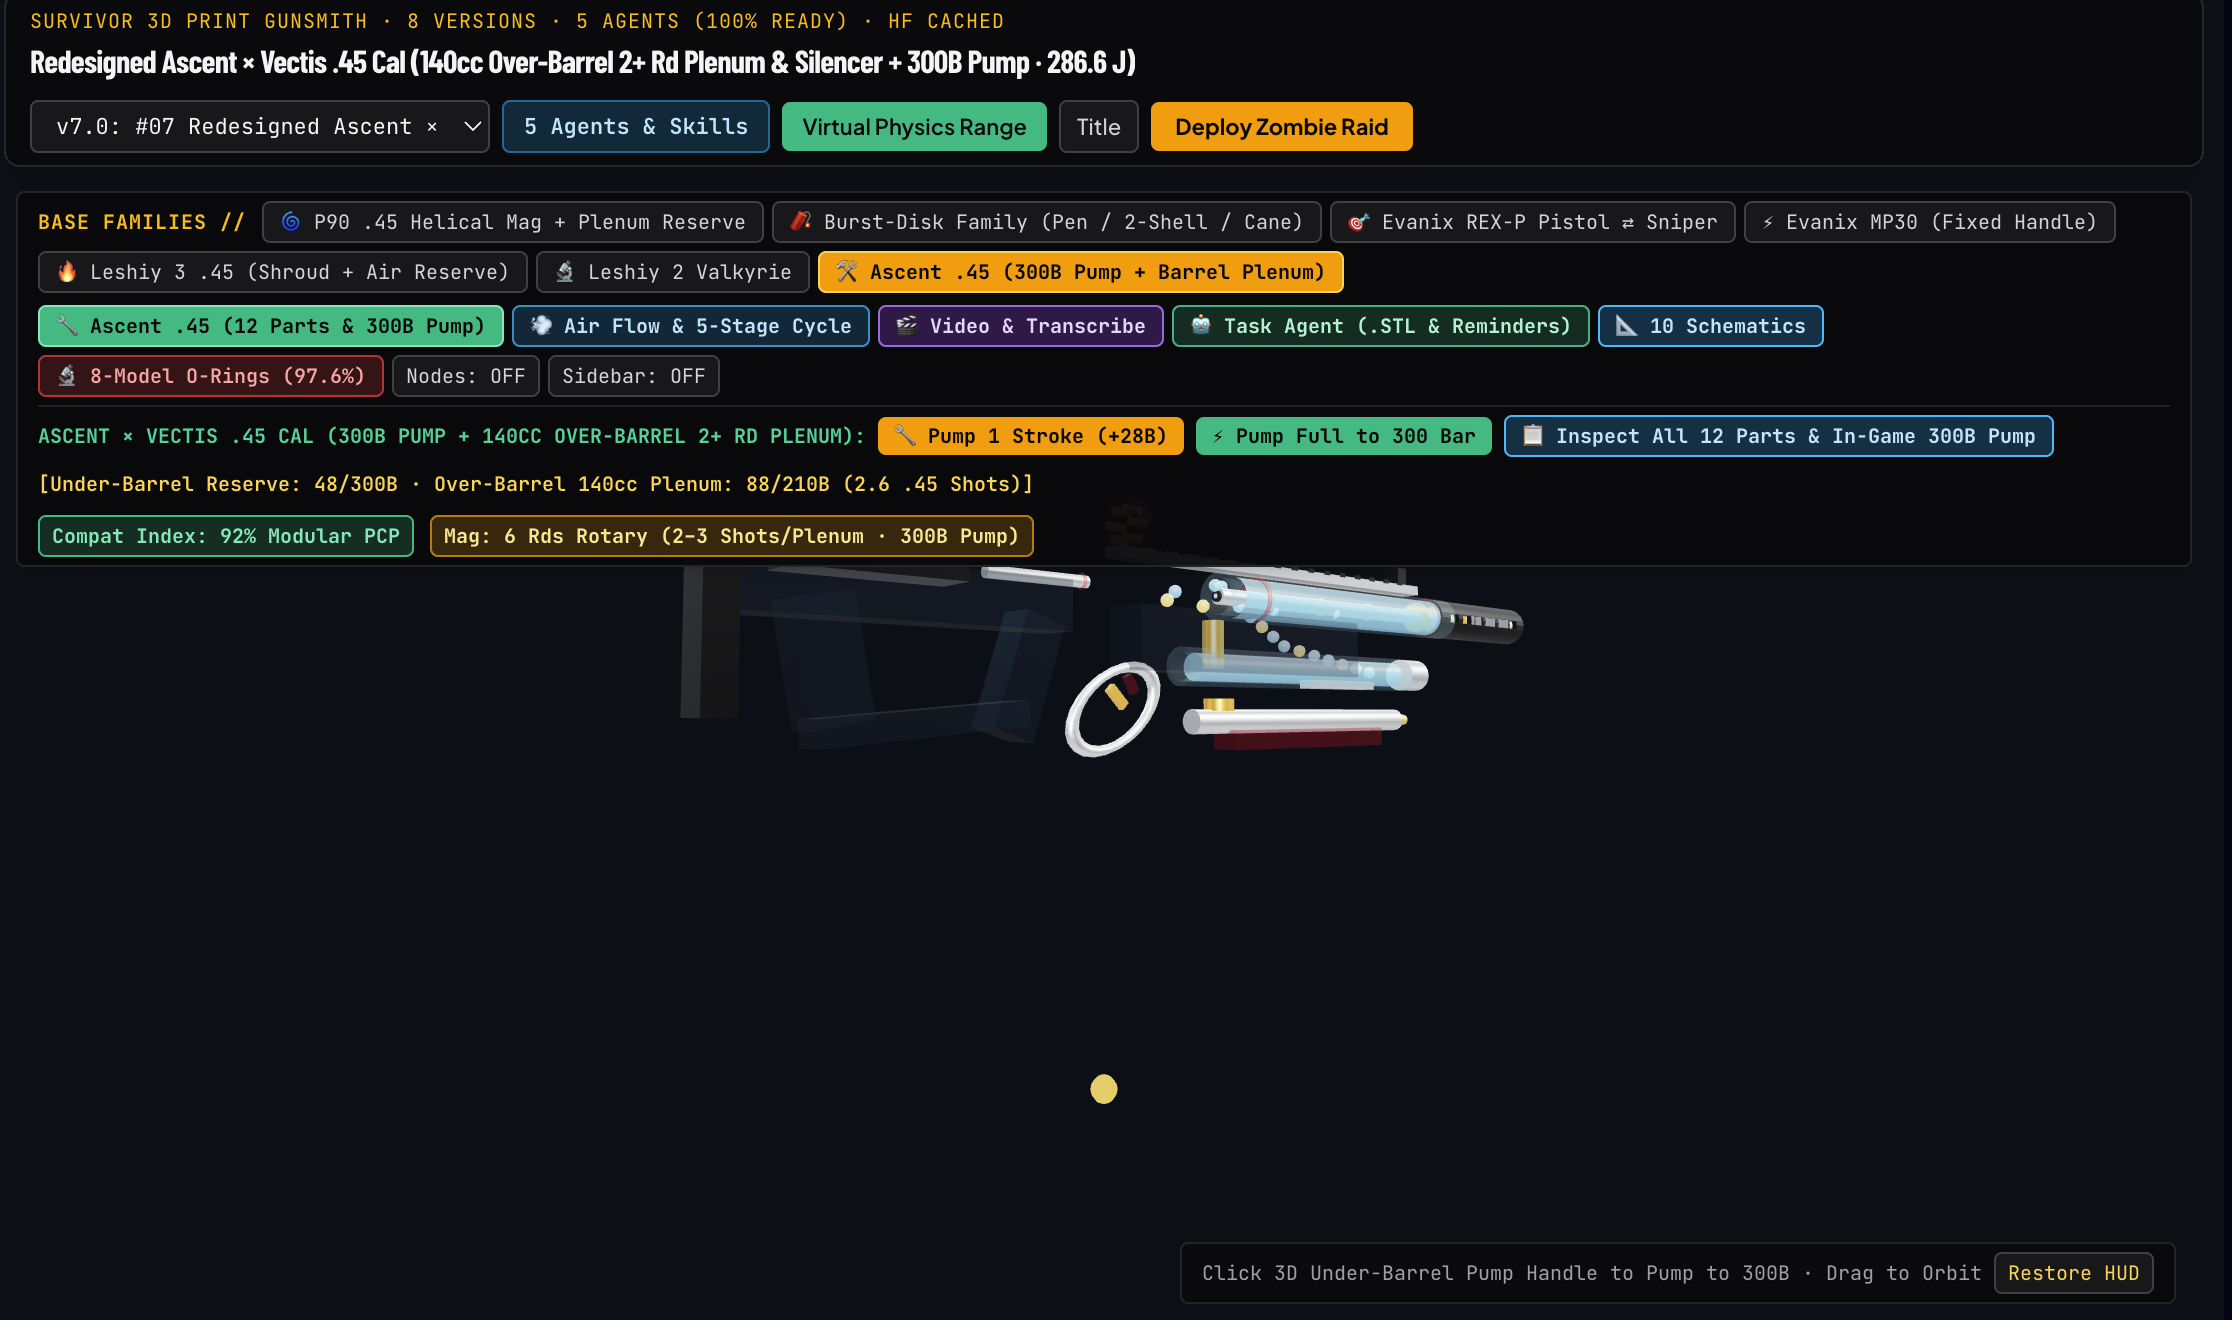 SURVIVOR 3D PRINT GUNSMITH · 8 VERSIONS · 5 AGENTS (100% READY) · HF CACHED
Redesigned Ascent × Vectis .45 Cal (140cc Over-Barrel 2+ Rd Plenum & Silencer + 300B Pump · 286.6 J)
v7.0: #07 Redesigned Ascent × 5 Agents & Skills Virtual Physics Range Title Deploy Zombie Raid
BASE FAMILIES // 🌀 P90 .45 Helical Mag + Plenum Reserve 🧨 Burst-Disk Family (Pen / 2-Shell / Cane) 🎯 Evanix REX-P Pistol ⇄ Sniper ⚡ Evanix MP30 (Fixed Handle)
🔥 Leshiy 3 .45 (Shroud + Air Reserve) 🔬 Leshiy 2 Valkyrie 🛠️ Ascent .45 (300B Pump + Barrel Plenum)
🔧 Ascent .45 (12 Parts & 300B Pump) 💨 Air Flow & 5-Stage Cycle 🎬 Video & Transcribe 🤖 Task Agent (.STL & Reminders) 📐 10 Schematics
🔬 8-Model O-Rings (97.6%) Nodes: OFF Sidebar: OFF
ASCENT × VECTIS .45 CAL (300B PUMP + 140CC OVER-BARREL 2+ RD PLENUM): 🔧 Pump 1 Stroke (+28B) ⚡ Pump Full to 300 Bar 📋 Inspect All 12 Parts & In-Game 300B Pump
[Under-Barrel Reserve: 48/300B · Over-Barrel 140cc Plenum: 88/210B (2.6 .45 Shots)]
Compat Index: 92% Modular PCP Mag: 6 Rds Rotary (2–3 Shots/Plenum · 300B Pump)
Click 3D Under-Barrel Pump Handle to Pump to 300B · Drag to Orbit Restore HUD